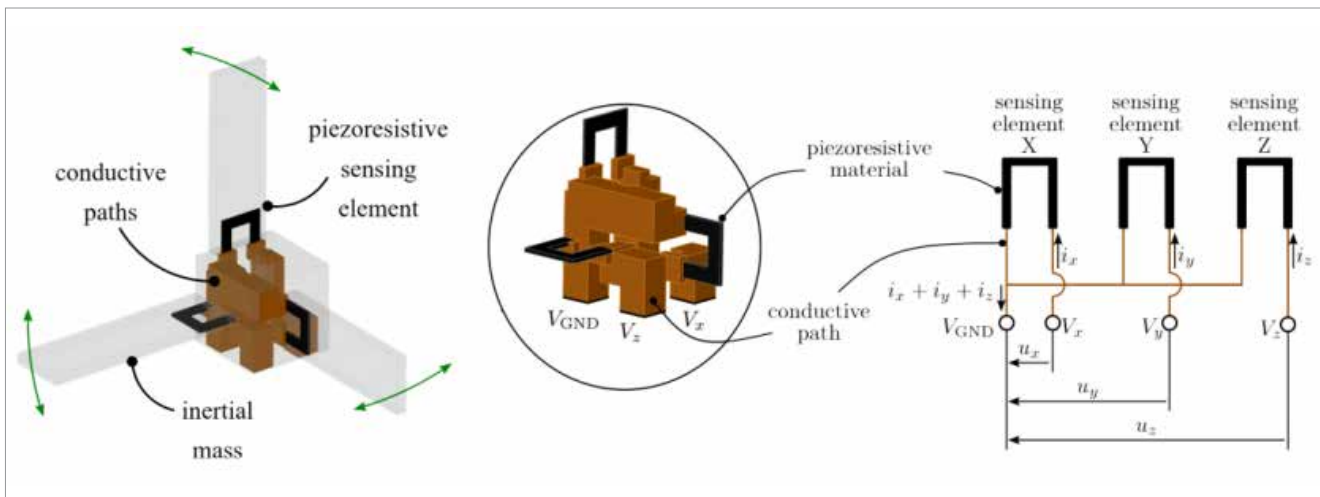 piezoresistive
sensing
element
conductive
paths
inertial
mass
V_GND
V_z
V_x
piezoresistive
material
conductive
path
sensing
element
X
sensing
element
Y
sensing
element
Z
i_x
i_y
i_z
i_x + i_y + i_z
V_GND
V_x
V_y
V_z
u_x
u_y
u_z